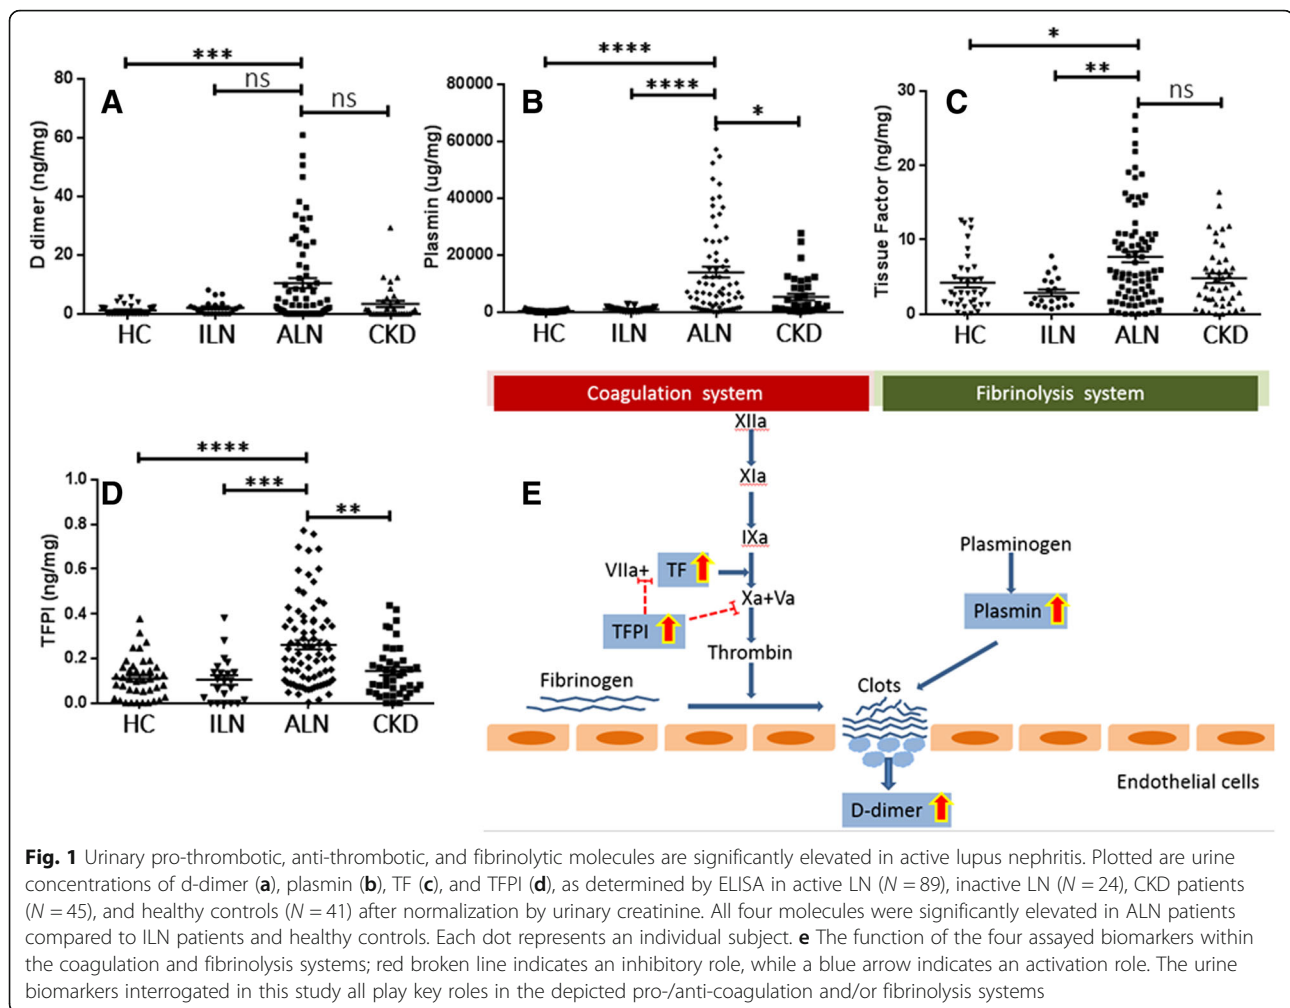 ***
ns
ns
A
D dimer (ng/mg)
80
60
40
20
0
HC ILN ALN CKD
****
****
*
B
Plasmin (ug/mg)
80000
60000
40000
20000
0
HC ILN ALN CKD
*
**
ns
C
Tissue Factor (ng/mg)
30
20
10
0
HC ILN ALN CKD
****
***
**
D
TFPI (ng/mg)
1.0
0.8
0.6
0.4
0.2
0.0
HC ILN ALN CKD
E
Coagulation system
Fibrinolysis system
XIIa
XIa
IXa
VIIa+ TF
Xa+Va
TFPI
Thrombin
Fibrinogen
Plasminogen
Plasmin
Clots
Endothelial cells
D-dimer
Fig. 1 Urinary pro-thrombotic, anti-thrombotic, and fibrinolytic molecules are significantly elevated in active lupus nephritis. Plotted are urine
concentrations of d-dimer (a), plasmin (b), TF (c), and TFPI (d), as determined by ELISA in active LN (N = 89), inactive LN (N = 24), CKD patients
(N = 45), and healthy controls (N = 41) after normalization by urinary creatinine. All four molecules were significantly elevated in ALN patients
compared to ILN patients and healthy controls. Each dot represents an individual subject. e The function of the four assayed biomarkers within
the coagulation and fibrinolysis systems; red broken line indicates an inhibitory role, while a blue arrow indicates an activation role. The urine
biomarkers interrogated in this study all play key roles in the depicted pro-/anti-coagulation and/or fibrinolysis systems